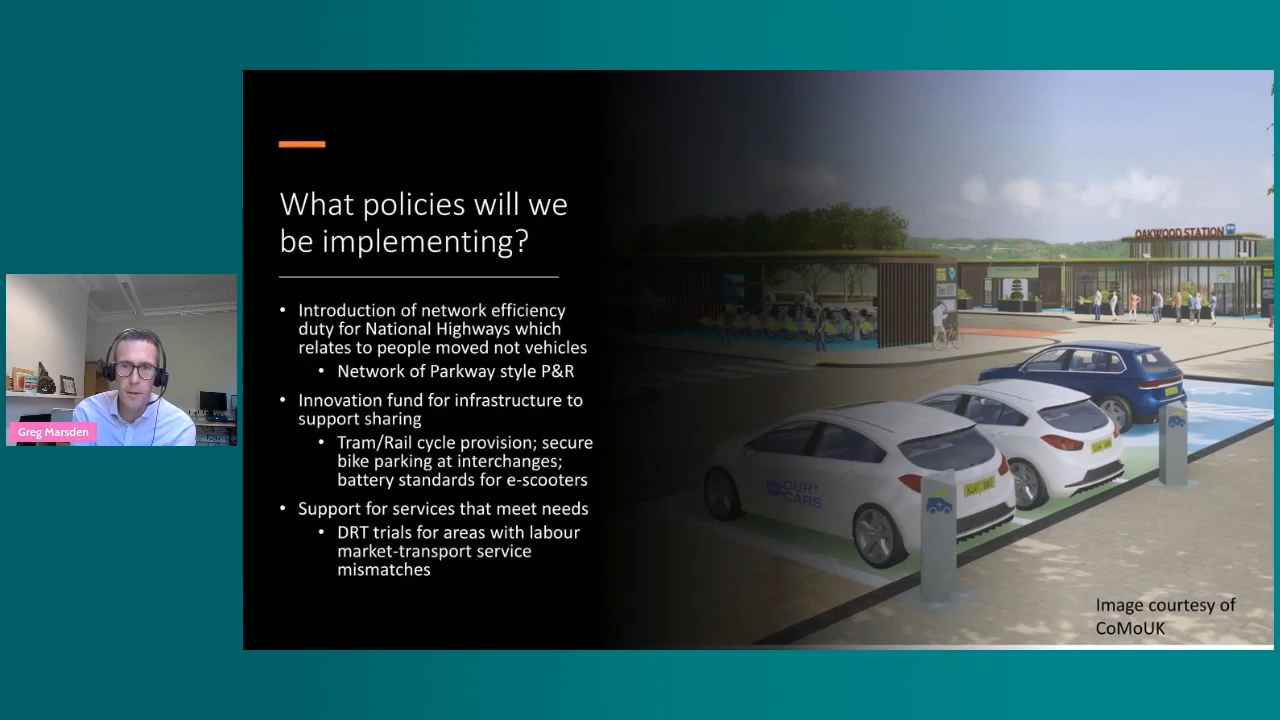 What policies will we
be implementing?
• Introduction of network efficiency
duty for National Highways which
relates to people moved not vehicles
• Network of Parkway style P&R
• Innovation fund for infrastructure to
support sharing
• Tram/Rail cycle provision; secure
bike parking at interchanges;
battery standards for e-scooters
• Support for services that meet needs
• DRT trials for areas with labour
market-transport service
mismatches
Greg Marsden
OAKWOOD STATION
OUR
CARS
Image courtesy of
CoMoUK